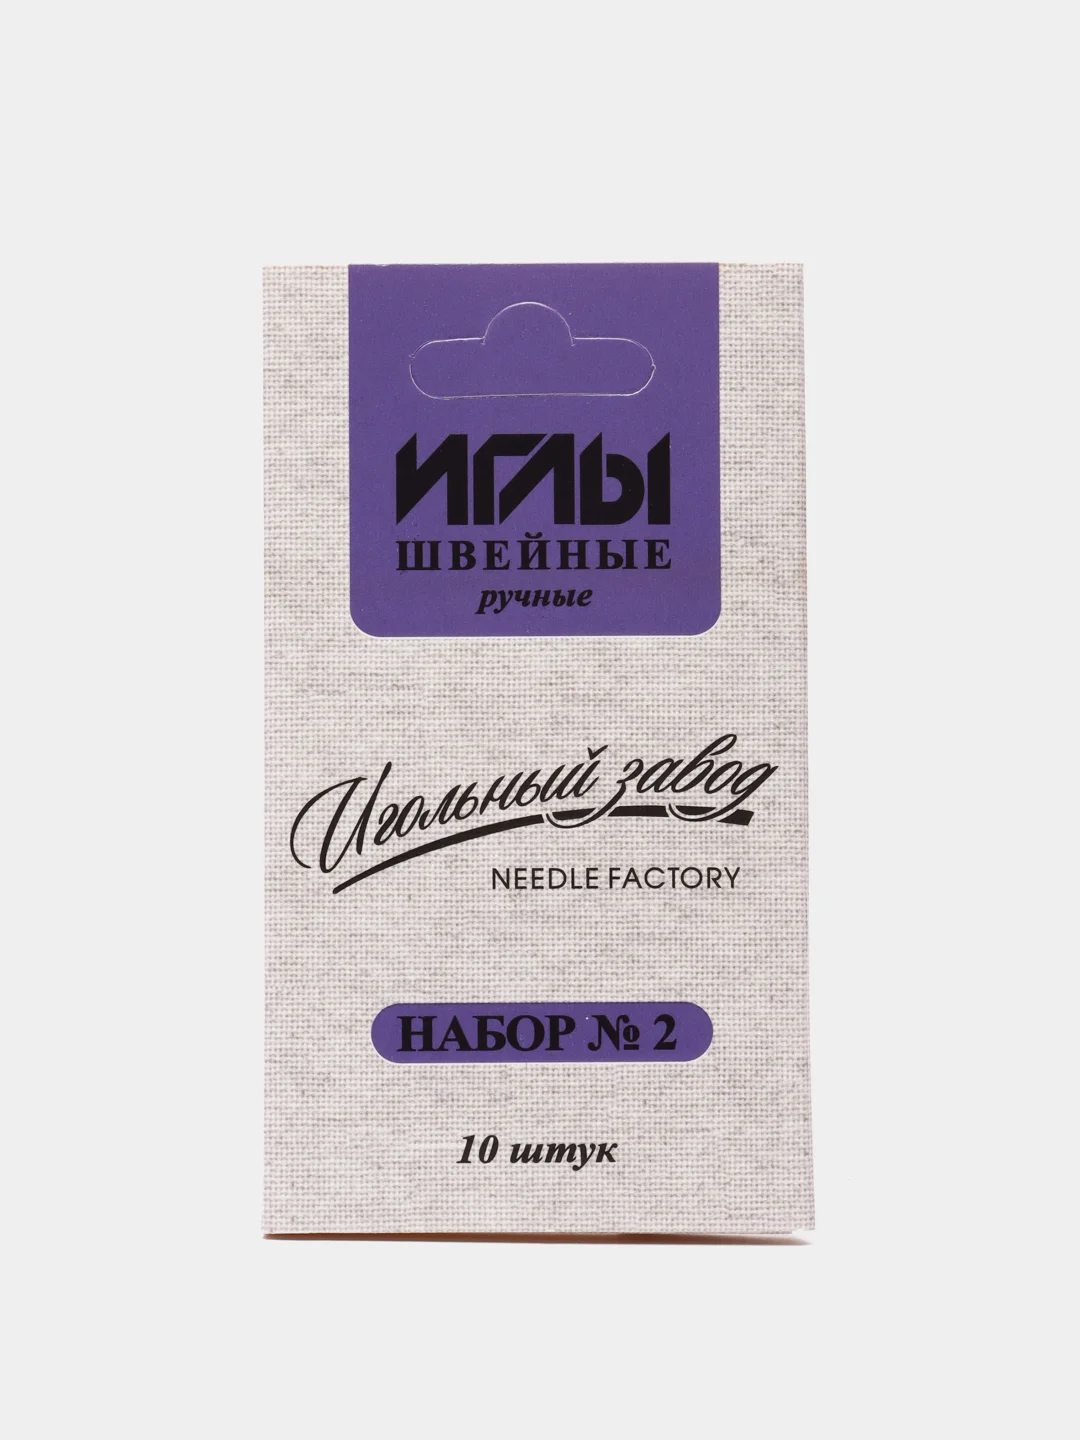 ИГЛЫ
ШВЕЙНЫЕ
ручные
Игольный завод
NEEDLE FACTORY
НАБОР № 2
10 штук